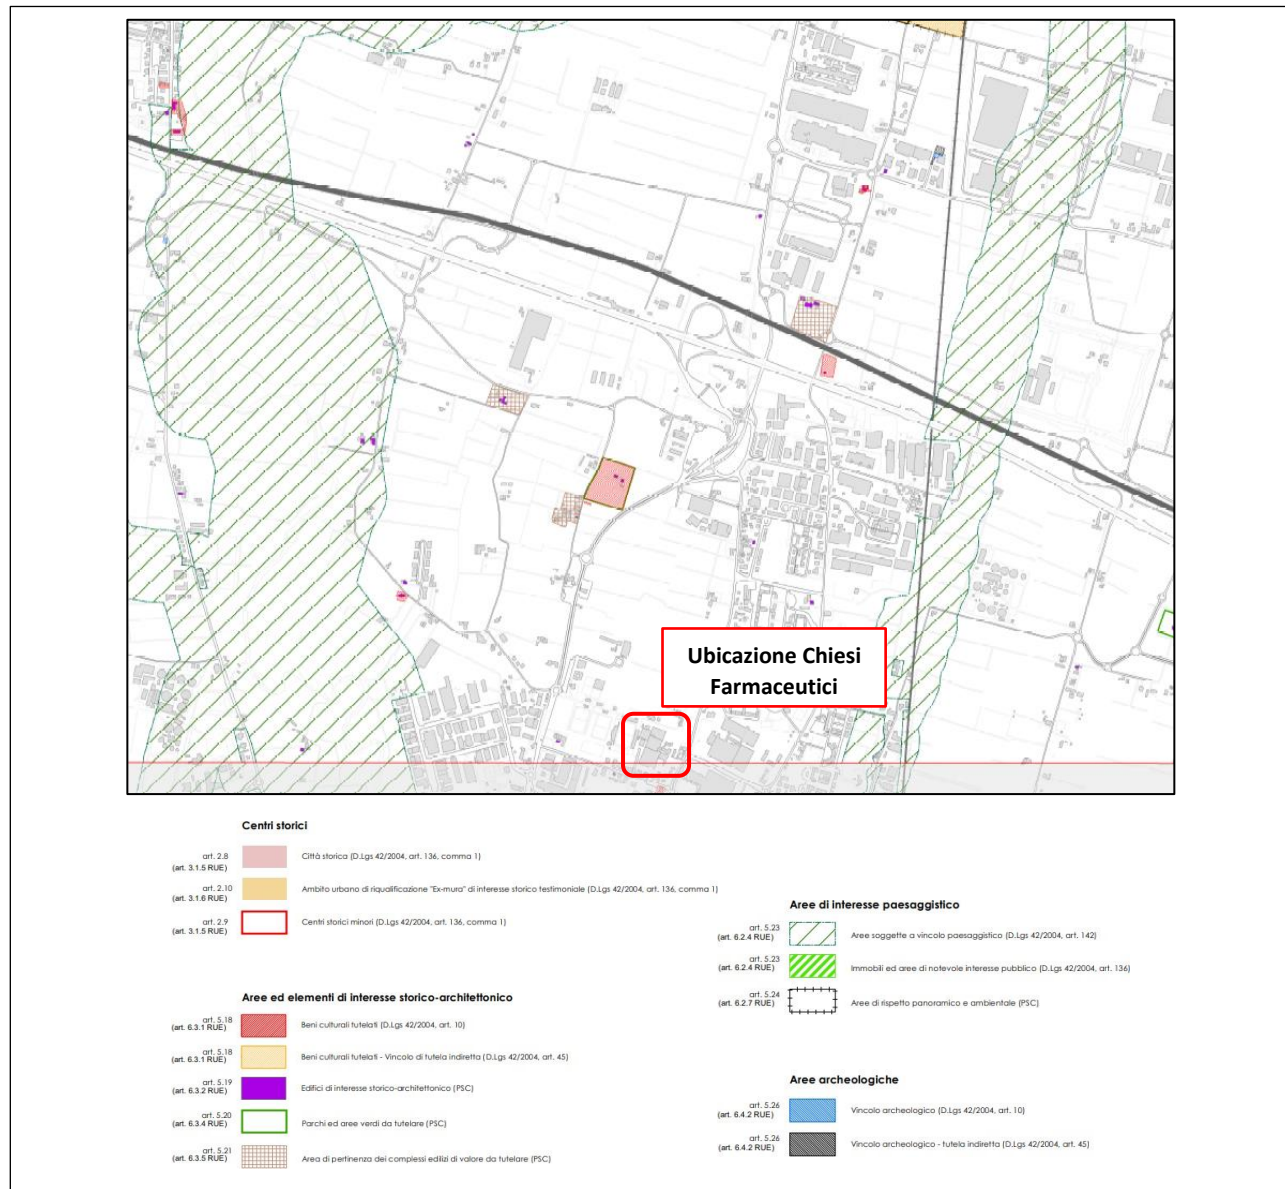 Ubicazione Chiesi
Farmaceutici
Centri storici
art. 2.8
(art. 3.1.5 RUE)
Città storica (D.Lgs 42/2004, art. 136, comma 1)
art. 2.10
(art. 3.1.6 RUE)
Ambito urbano di riqualificazione "Ex-mura" di interesse storico testimoniale (D.Lgs 42/2004, art. 136, comma 1)
art. 2.9
(art. 3.1.5 RUE)
Centri storici minori (D.Lgs 42/2004, art. 136, comma 1)
Aree ed elementi di interesse storico-architettonico
art. 5.18
(art. 6.3.1 RUE)
Beni culturali tutelati (D.Lgs 42/2004, art. 10)
art. 5.18
(art. 6.3.1 RUE)
Beni culturali tutelati - Vincolo di tutela indiretta (D.Lgs 42/2004, art. 45)
art. 5.19
(art. 6.3.2 RUE)
Edifici di interesse storico-architettonico (PSC)
art. 5.20
(art. 6.3.4 RUE)
Parchi ed aree verdi da tutelare (PSC)
art. 5.21
(art. 6.3.5 RUE)
Area di pertinenza dei complessi edilizi di valore da tutelare (PSC)
Aree di interesse paesaggistico
art. 5.23
(art. 6.2.4 RUE)
Aree soggette a vincolo paesaggistico (D.Lgs 42/2004, art. 142)
art. 5.23
(art. 6.2.4 RUE)
Immobili ed aree di notevole interesse pubblico (D.Lgs 42/2004, art. 136)
art. 5.24
(art. 6.2.7 RUE)
Aree di rispetto panoramico e ambientale (PSC)
Aree archeologiche
art. 5.26
(art. 6.4.2 RUE)
Vincolo archeologico (D.Lgs 42/2004, art. 10)
art. 5.26
(art. 6.4.2 RUE)
Vincolo archeologico - tutela indiretta (D.Lgs 42/2004, art. 45)